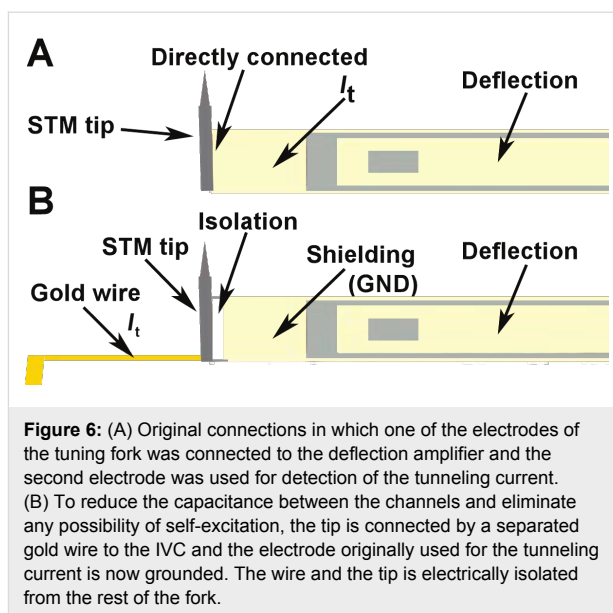 A
Directly connected
I_t
Deflection
STM tip
B
Isolation
STM tip
Shielding
(GND)
Deflection
Gold wire
I_t
Figure 6: (A) Original connections in which one of the electrodes of
the tuning fork was connected to the deflection amplifier and the
second electrode was used for detection of the tunneling current.
(B) To reduce the capacitance between the channels and eliminate
any possibility of self-excitation, the tip is connected by a separated
gold wire to the IVC and the electrode originally used for the tunneling
current is now grounded. The wire and the tip is electrically isolated
from the rest of the fork.